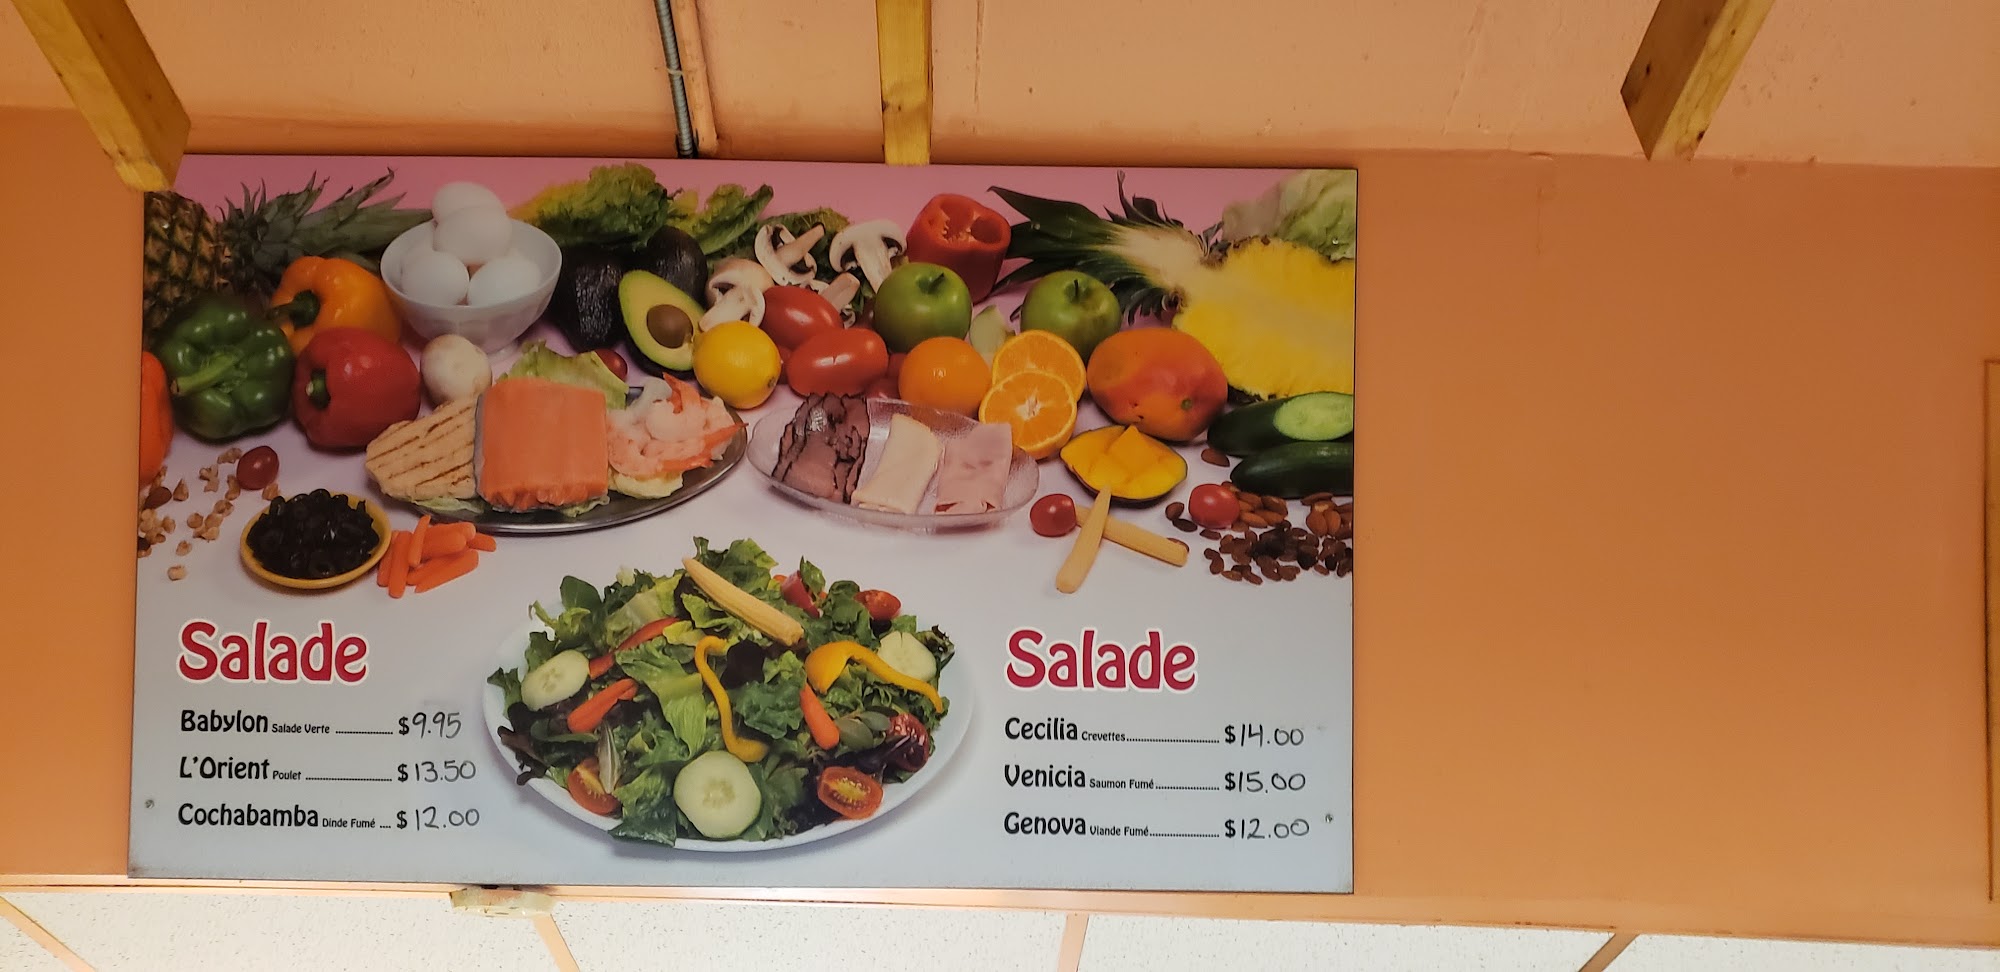 Salade
Babylon Salade Verte ........ $9.95
L'Orient Poulet ........ $13.50
Cochabamba Dinde Fumé .... $12.00
Salade
Cecilia Crevettes........ $14.00
Venicia Saumon Fumé........ $15.00
Genova Viande Fumé........ $12.00